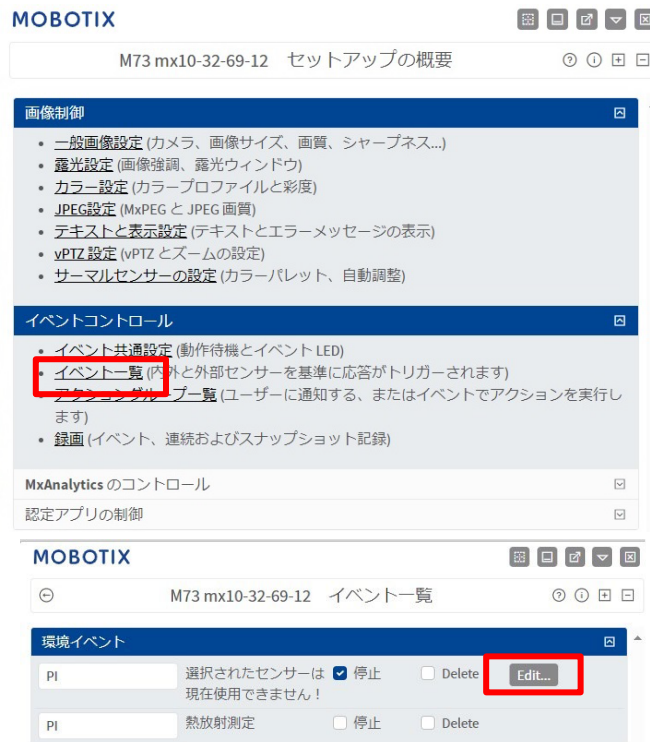 MOBOTIX
M73 mx10-32-69-12 セットアップの概要
画像制御
一般画像設定 (カメラ、画像サイズ、画質、シャープネス...)
露光設定 (画像強調、露光ウィンドウ)
カラー設定 (カラープロファイルと彩度)
JPEG設定 (MxPEG と JPEG 画質)
テキストと表示設定 (テキストとエラーメッセージの表示)
vPTZ 設定 (vPTZ とズームの設定)
サーマルセンサーの設定 (カラーパレット、自動調整)
イベントコントロール
イベント共通設定 (動作待機とイベント LED)
イベント一覧 (内外と外部センサーを基準に応答がトリガーされます)
アクショングループ一覧 (ユーザーに通知する、またはイベントでアクションを実行し
ます)
録画 (イベント、連続およびスナップショット記録)
MxAnalytics のコントロール
認定アプリの制御
MOBOTIX
M73 mx10-32-69-12 イベント一覧
環境イベント
PI 選択されたセンサーは 停止 Delete Edit...
現在使用できません！
PI 熱放射測定 停止 Delete